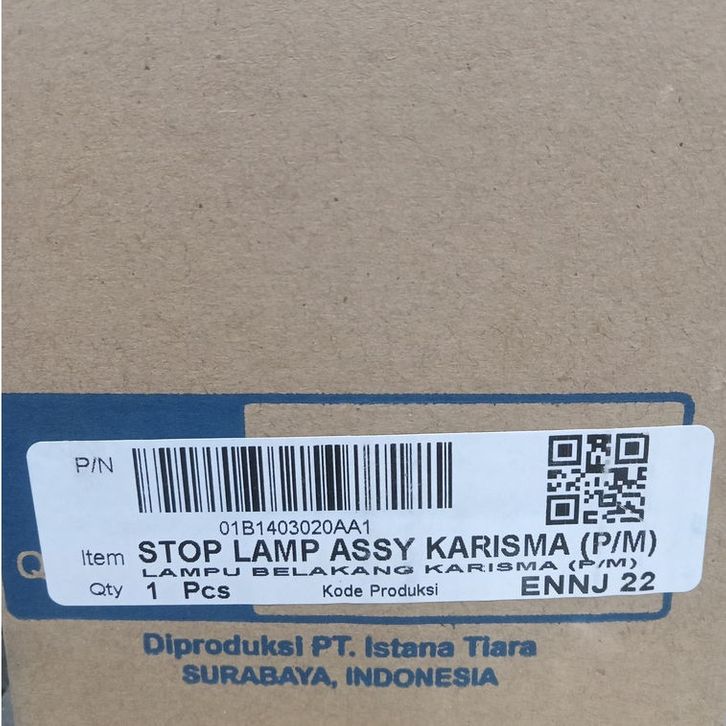 P/N
01B1403020AA1
Item STOP LAMP ASSY KARISMA (P/M)
LAMPU BELAKANG KARISMA (P/M)
Qty 1 Pcs Kode Produksi ENNJ 22
Diproduksi PT. Istana Tiara
SURABAYA, INDONESIA